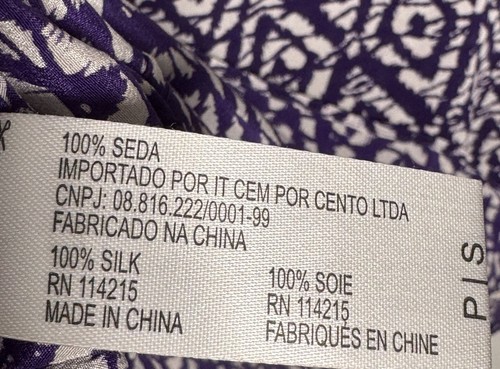 100% SEDA
IMPORTADO POR IT CEM POR CENTO LTDA
CNPJ: 08.816.222/0001-99
FABRICADO NA CHINA
100% SILK
RN 114215
MADE IN CHINA
100% SOIE
RN 114215
FABRIQUÉS EN CHINE
PIS